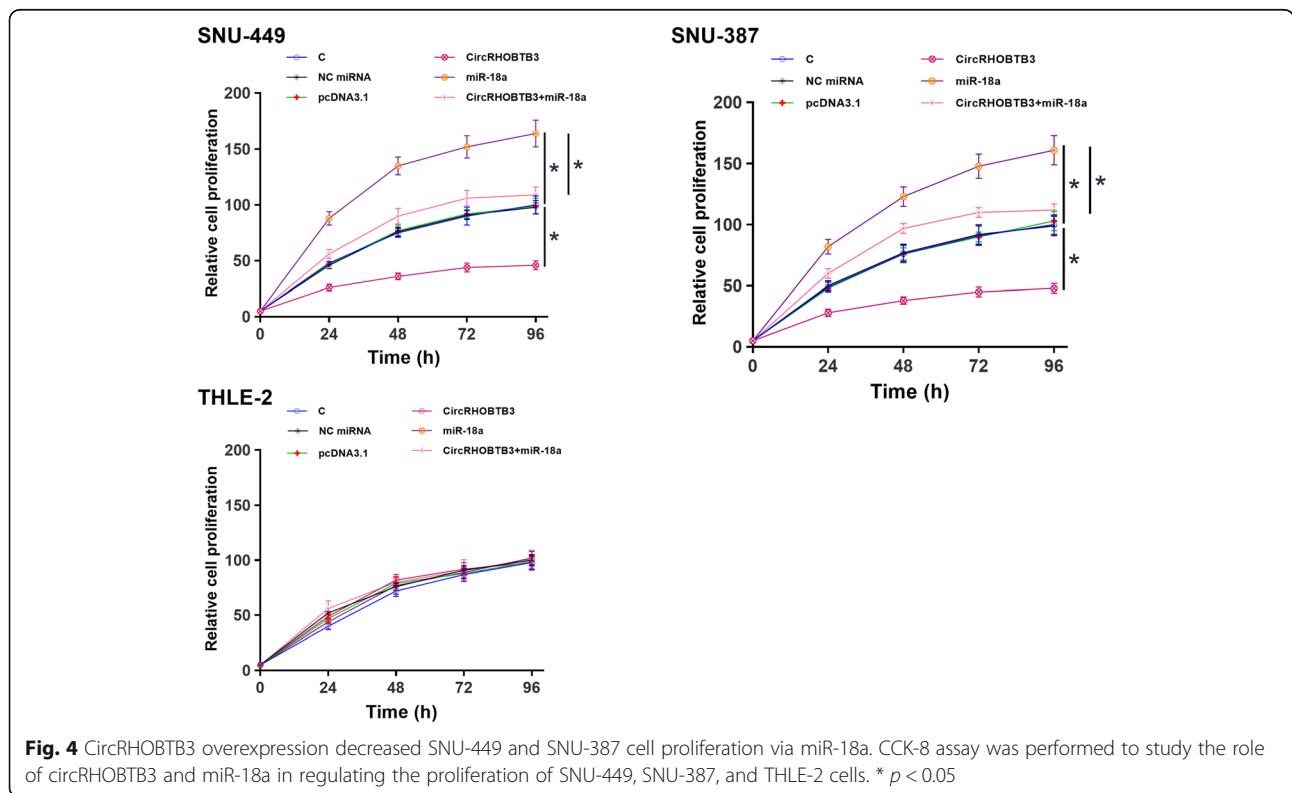 SNU-449
C
NC miRNA
pcDNA3.1
CircRHOBTB3
miR-18a
CircRHOBTB3+miR-18a
Relative cell proliferation
200
150
100
50
0
0 24 48 72 96
Time (h)
*
*
*
SNU-387
C
NC miRNA
pcDNA3.1
CircRHOBTB3
miR-18a
CircRHOBTB3+miR-18a
Relative cell proliferation
200
150
100
50
0
0 24 48 72 96
Time (h)
*
*
*
THLE-2
C
NC miRNA
pcDNA3.1
CircRHOBTB3
miR-18a
CircRHOBTB3+miR-18a
Relative cell proliferation
200
150
100
50
0
0 24 48 72 96
Time (h)
Fig. 4 CircRHOBTB3 overexpression decreased SNU-449 and SNU-387 cell proliferation via miR-18a. CCK-8 assay was performed to study the role
of circRHOBTB3 and miR-18a in regulating the proliferation of SNU-449, SNU-387, and THLE-2 cells. * p < 0.05